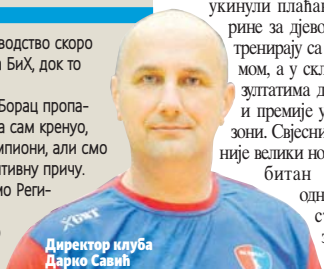 водство скоро
БиХ, док то
Борац пропа-
а сам кренуо,
мпиони, али смо
тивну причу.
мо Реги-
Директор клуба
Дарко Савић
укинули плаћањ
рине за дјево
тренирају са
мом, а у скл
зултатима д
и премије у
зони. Свјесни
није велики но
битан
одн
ст
з